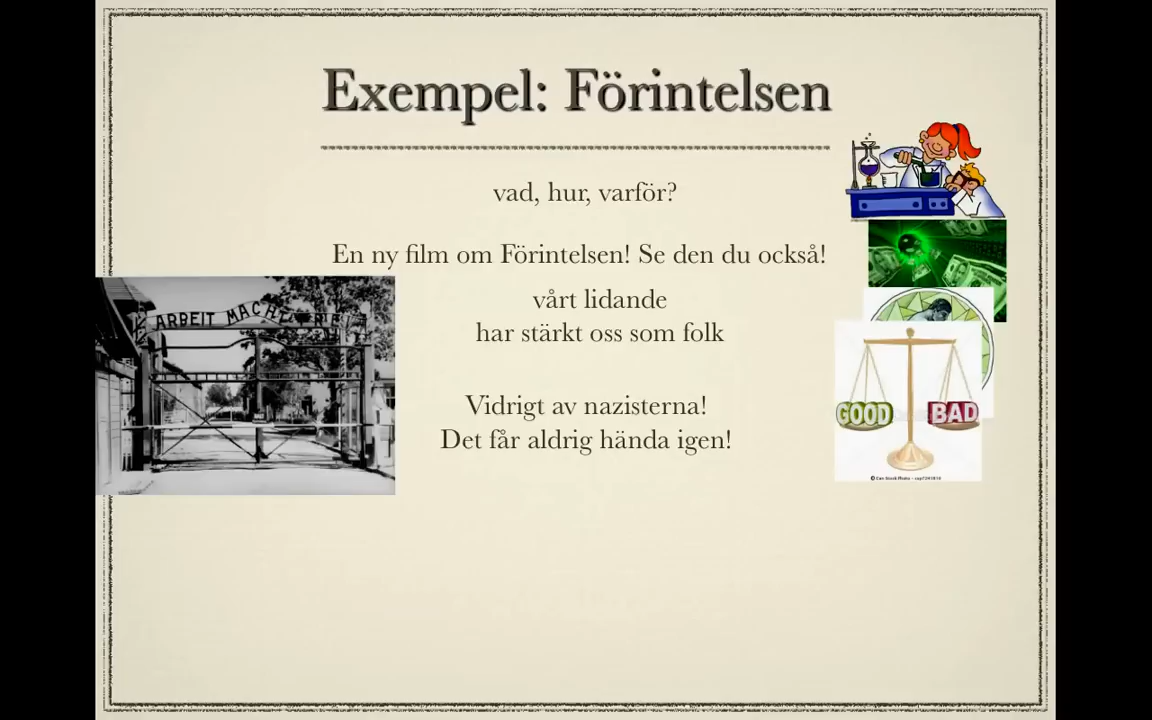 Exempel: Förintelsen
vad, hur, varför?
En ny film om Förintelsen! Se den du också!
vårt lidande
har stärkt oss som folk
ARBEIT MACHT
Vidrigt av nazisterna!
Det får aldrig hända igen!
GOOD
BAD